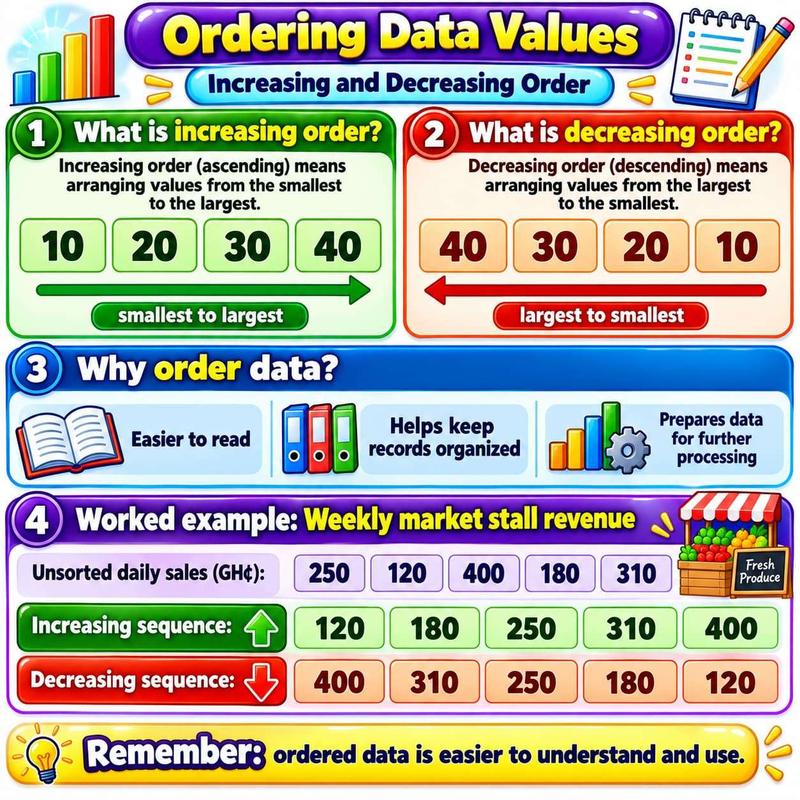 Ordering Data Values
Increasing and Decreasing Order
1 What is increasing order?
Increasing order (ascending) means
arranging values from the smallest
to the largest.
10 20 30 40
smallest to largest
2 What is decreasing order?
Decreasing order (descending) means
arranging values from the largest
to the smallest.
40 30 20 10
largest to smallest
3 Why order data?
Easier to read
Helps keep
records organized
Prepares data
for further
processing
4 Worked example: Weekly market stall revenue
Fresh
Produce
Unsorted daily sales (GH¢): 250 120 400 180 310
Increasing sequence: 120 180 250 310 400
Decreasing sequence: 400 310 250 180 120
Remember: ordered data is easier to understand and use.